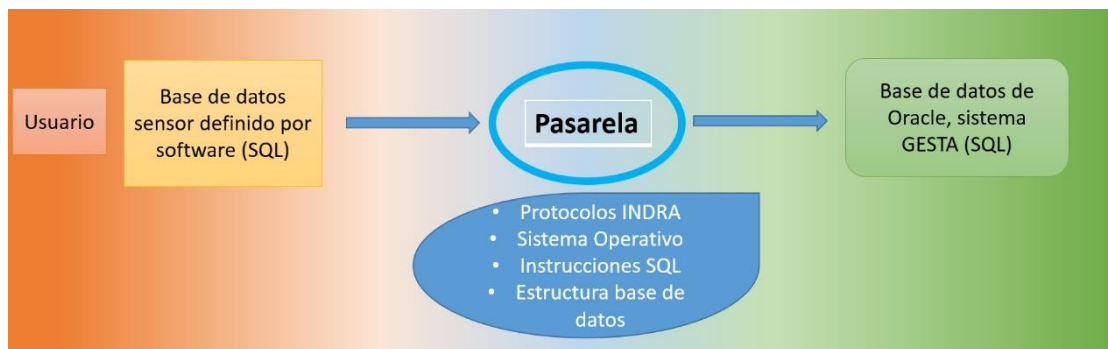 Usuario
Base de datos
sensor definido por
software (SQL)
Pasarela
Base de datos de
Oracle, sistema
GESTA (SQL)
• Protocolos INDRA
• Sistema Operativo
• Instrucciones SQL
• Estructura base de
datos